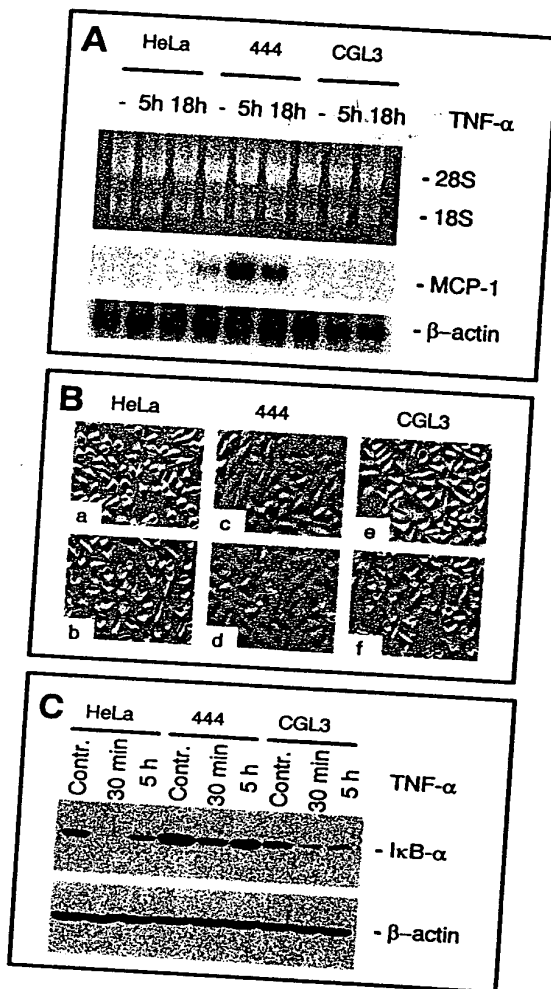 A
HeLa 444 CGL3
- 5h 18h - 5h 18h - 5h 18h TNF-α
- 28S
- 18S
- MCP-1
- β-actin
B
HeLa 444 CGL3
a c e
b d f
C
HeLa 444 CGL3
Contr. 30 min 5 h Contr. 30 min 5 h Contr. 30 min 5 h TNF-α
- IκB-α
- β-actin